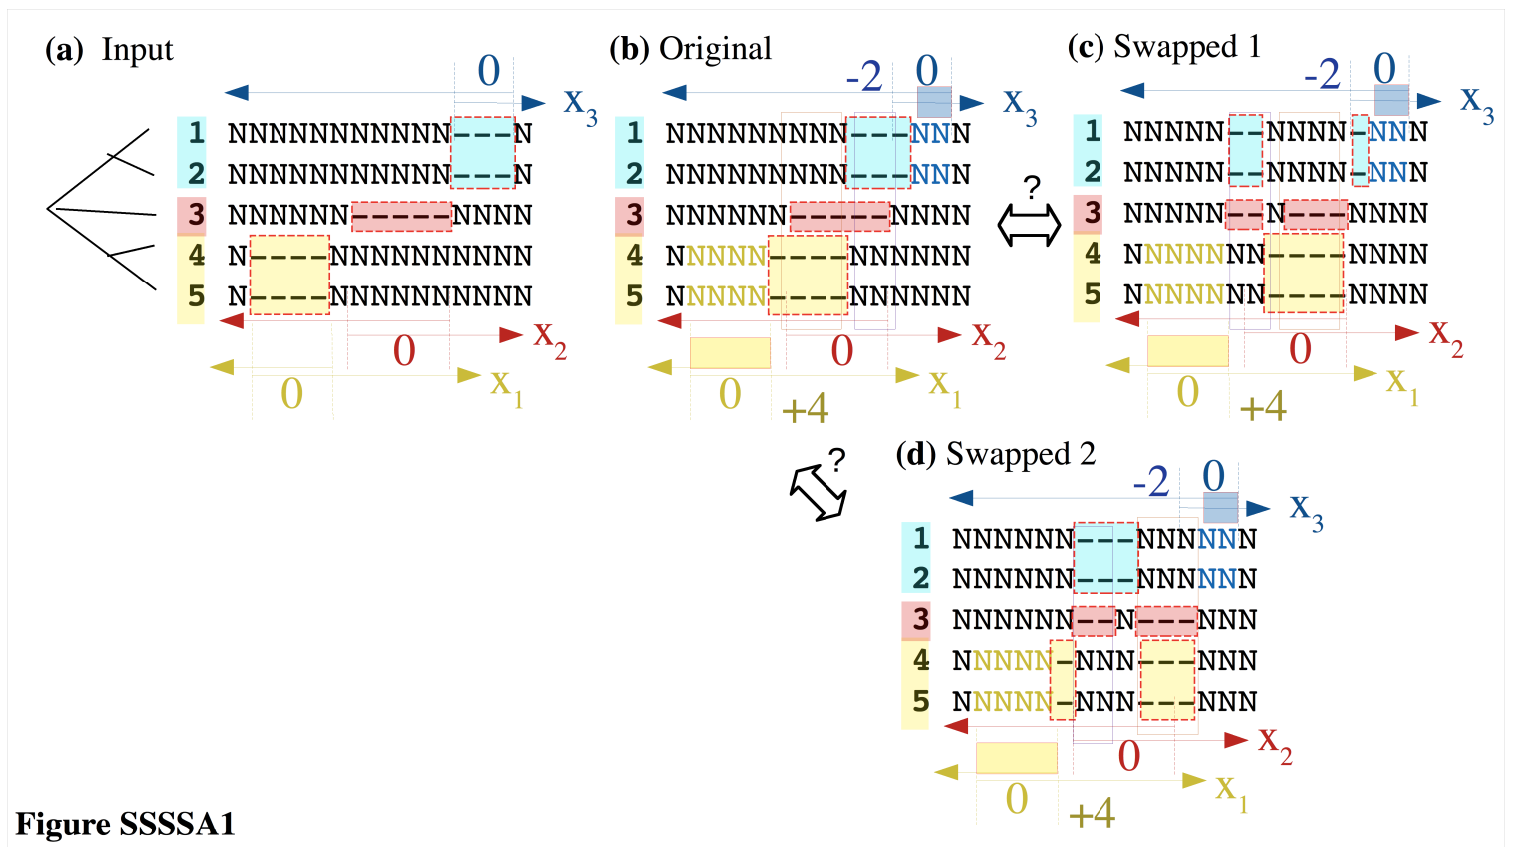 (a) Input
0
x3
1 NNNNNNNNNNN---N
2 NNNNNNNNNNN---N
3 NNNNNN-----NNNN
4 N----NNNNNNNNNN
5 N----NNNNNNNNNN
0 x2
0 x1
(b) Original
-2 0
x3
1 NNNNNNNNN---NNN
2 NNNNNNNNN---NNN
3 NNNNNN-----NNNN
4 NNNNN----NNNNNN
5 NNNNN----NNNNNN
0 x2
0 +4 x1
?
(c) Swapped 1
-2 0
x3
1 NNNNN--NNNN-NNN
2 NNNNN--NNNN-NNN
3 NNNNN--N---NNNN
4 NNNNNNN----NNNN
5 NNNNNNN----NNNN
0 x2
0 +4 x1
?
(d) Swapped 2
-2 0
x3
1 NNNNNN---NNNNNN
2 NNNNNN---NNNNNN
3 NNNNNN--N---NNN
4 NNNNN-NNN---NNN
5 NNNNN-NNN---NNN
0 x2
0 +4 x1
Figure SSSSA1